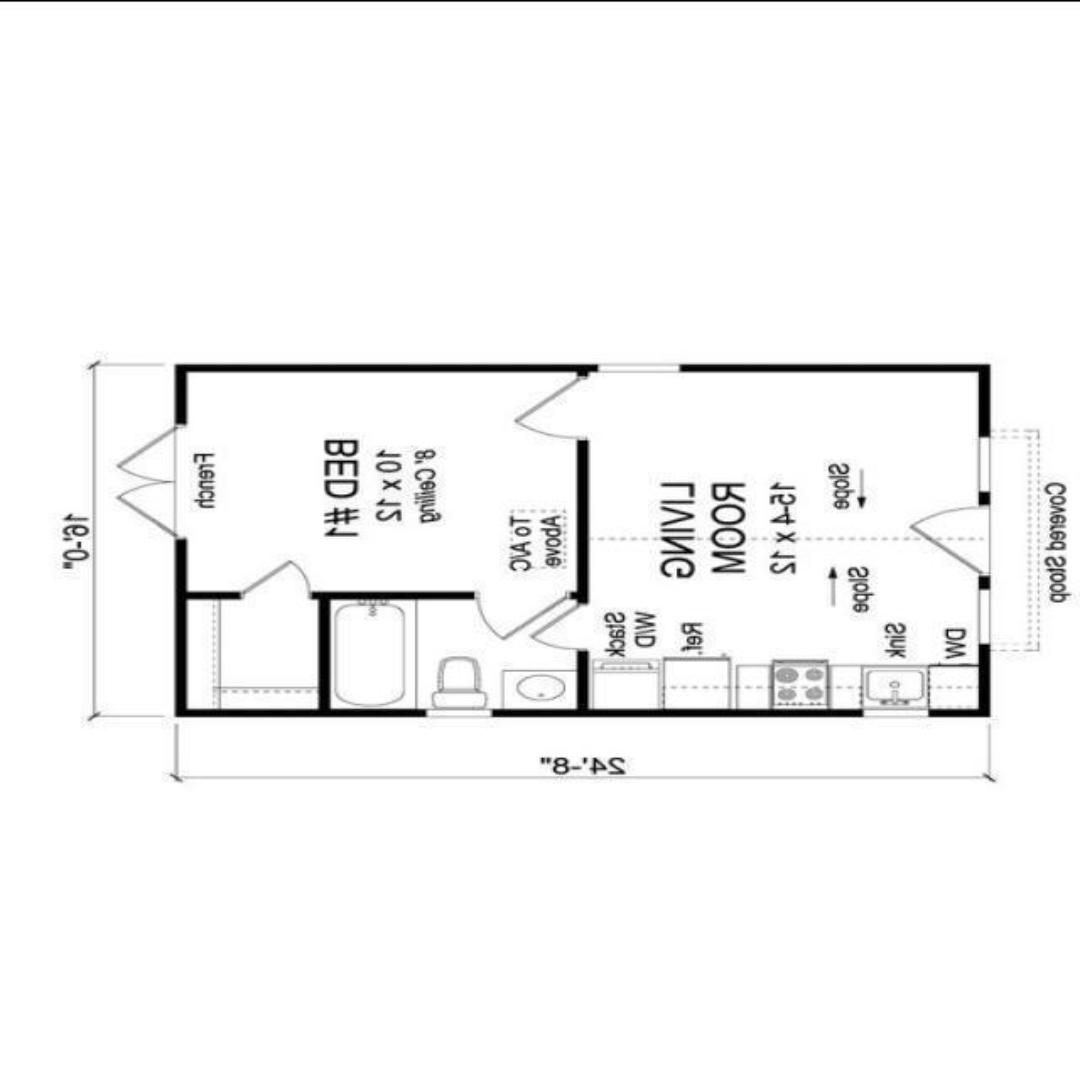 French
BED #1
10 x 12
8' Ceiling
Above
To A/C
LIVING
ROOM
15-4 x 12
Slope
Slope
Covered Stoop
W/D
Stack
Ref.
Sink
DW
16'-0"
24'-8"